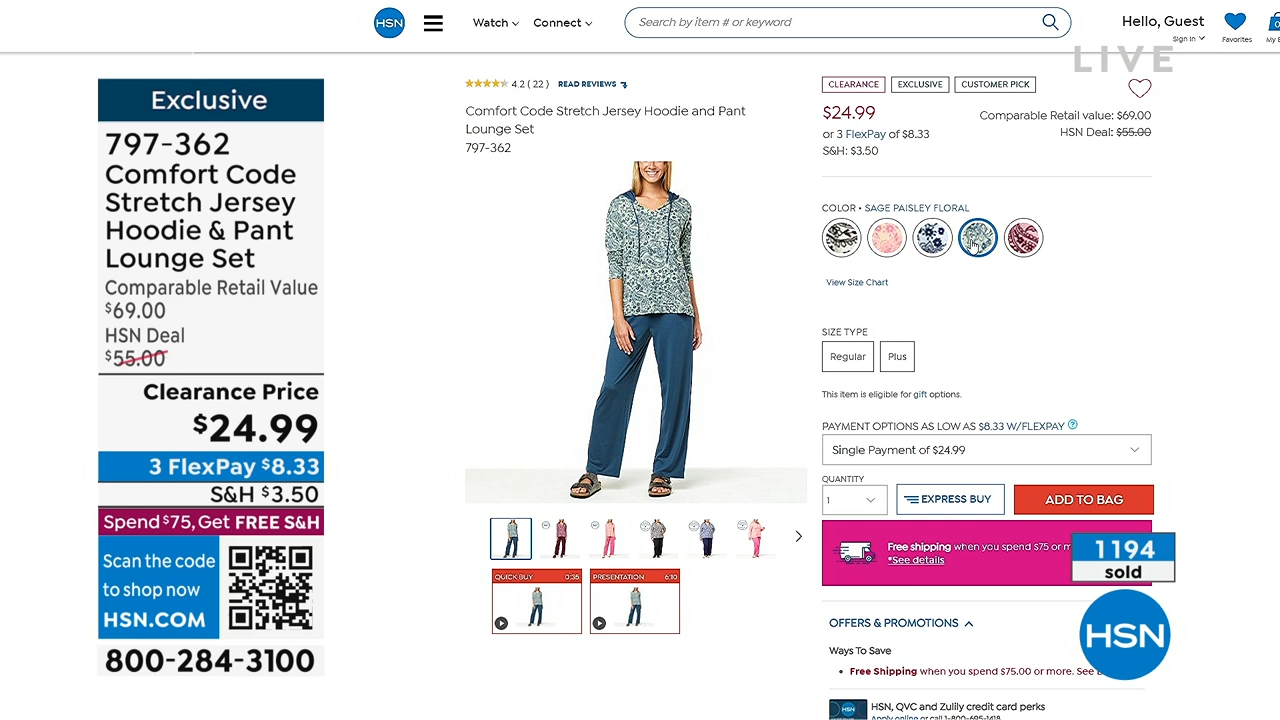 HSN
Watch
Connect
Search by item # or keyword
Hello, Guest
Sign In
Favorites
LIVE
Exclusive
797-362
Comfort Code
Stretch Jersey
Hoodie & Pant
Lounge Set
Comparable Retail Value
$69.00
HSN Deal
$55.00
Clearance Price
$24.99
3 FlexPay $8.33
S&H $3.50
Spend $75, Get FREE S&H
Scan the code
to shop now
HSN.COM
800-284-3100
4.2 ( 22 ) READ REVIEWS
Comfort Code Stretch Jersey Hoodie and Pant
Lounge Set
797-362
QUICK BUY 0:35
PRESENTATION 6:10
CLEARANCE EXCLUSIVE CUSTOMER PICK
$24.99
or 3 FlexPay of $8.33
S&H: $3.50
Comparable Retail value: $69.00
HSN Deal: $55.00
COLOR • SAGE PAISLEY FLORAL
View Size Chart
SIZE TYPE
Regular Plus
This item is eligible for gift options.
PAYMENT OPTIONS AS LOW AS $8.33 W/FLEXPAY
Single Payment of $24.99
QUANTITY
1
EXPRESS BUY
ADD TO BAG
Free shipping when you spend $75 or
*See details
1194
sold
HSN
OFFERS & PROMOTIONS
Ways To Save
• Free Shipping when you spend $75.00 or more. See
HSN
HSN, QVC and Zulily credit card perks
Apply online or call 1-800-695-1418